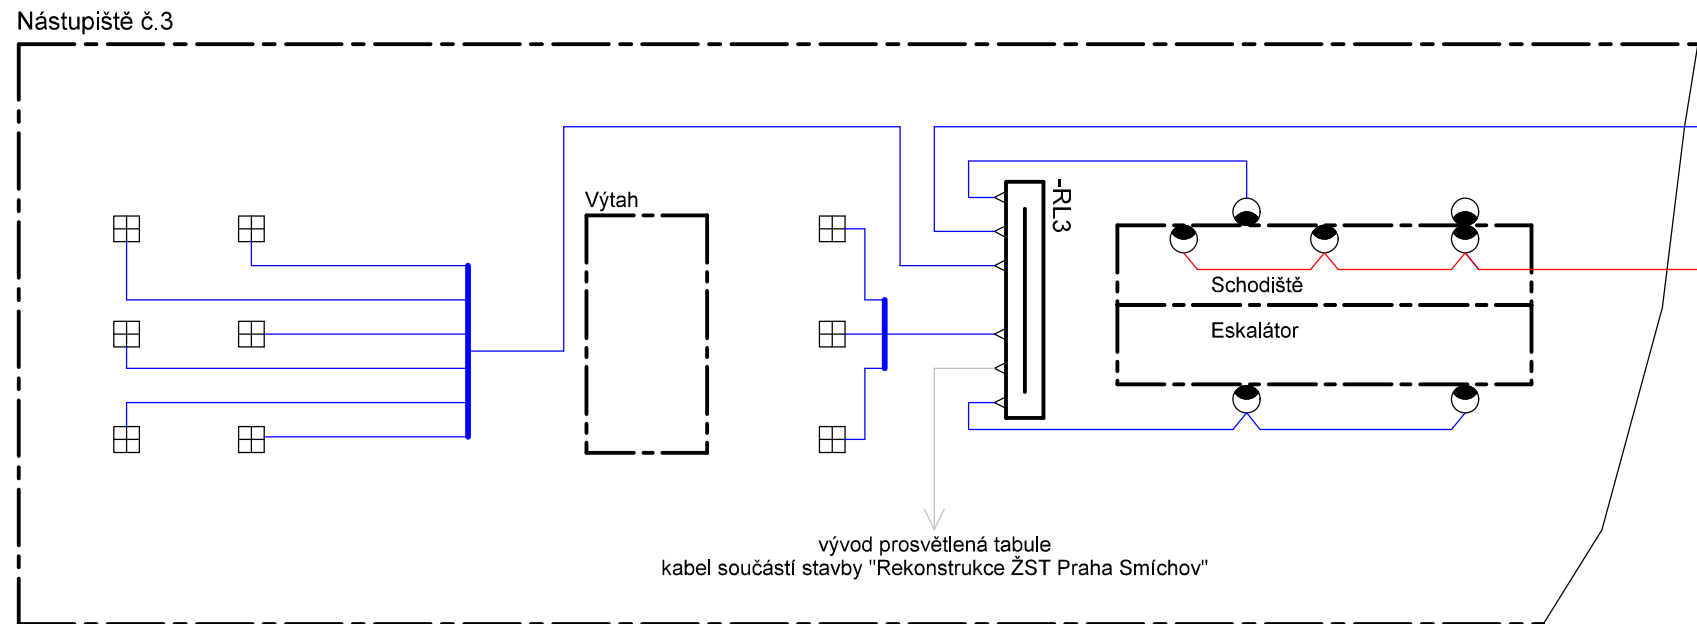 Nástupiště č.3
Výtah
-RL3
Schodiště
Eskalátor
vývod prosvětlená tabule
kabel součástí stavby "Rekonstrukce ŽST Praha Smíchov"